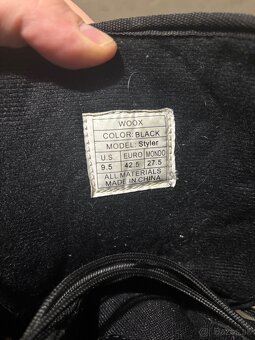 WOOX
COLOR: BLACK
MODEL: Styler
U.S. EURO MONDO
9.5 42.5 27.5
ALL MATERIALS
MADE IN CHINA